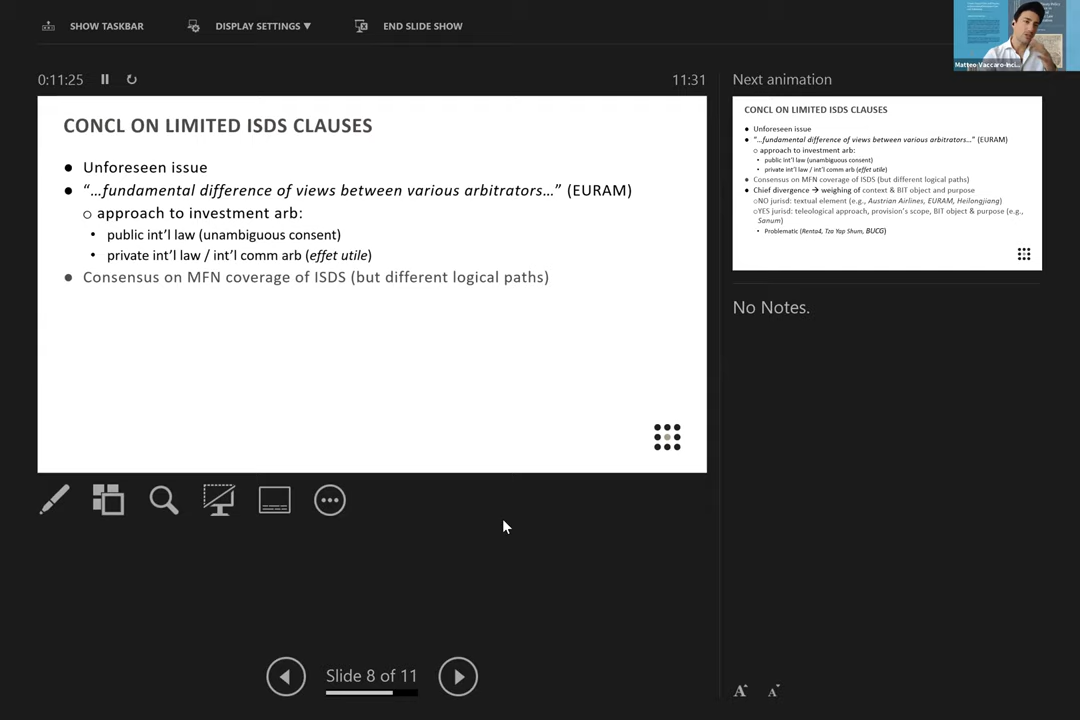 SHOW TASKBAR
DISPLAY SETTINGS ▼
END SLIDE SHOW
Matteo Vaccaro-Inci...
0:11:25
11:31
Next animation
CONCL ON LIMITED ISDS CLAUSES
● Unforeseen issue
● “…fundamental difference of views between various arbitrators…” (EURAM)
o approach to investment arb:
• public int’l law (unambiguous consent)
• private int’l law / int’l comm arb (effet utile)
● Consensus on MFN coverage of ISDS (but different logical paths)
CONCL ON LIMITED ISDS CLAUSES
● Unforeseen issue
● “…fundamental difference of views between various arbitrators…” (EURAM)
o approach to investment arb:
• public int’l law (unambiguous consent)
• private int’l law / int’l comm arb (effet utile)
● Consensus on MFN coverage of ISDS (but different logical paths)
● Chief divergence → weighing of context & BIT object and purpose
o NO jurisd: textual element (e.g., Austrian Airlines, EURAM, Heilongjiang)
o YES jurisd: teleological approach, provision’s scope, BIT object & purpose (e.g.,
Sanum)
• Problematic (Renta4, Tza Yap Shum, BUCG)
No Notes.
Slide 8 of 11
A A